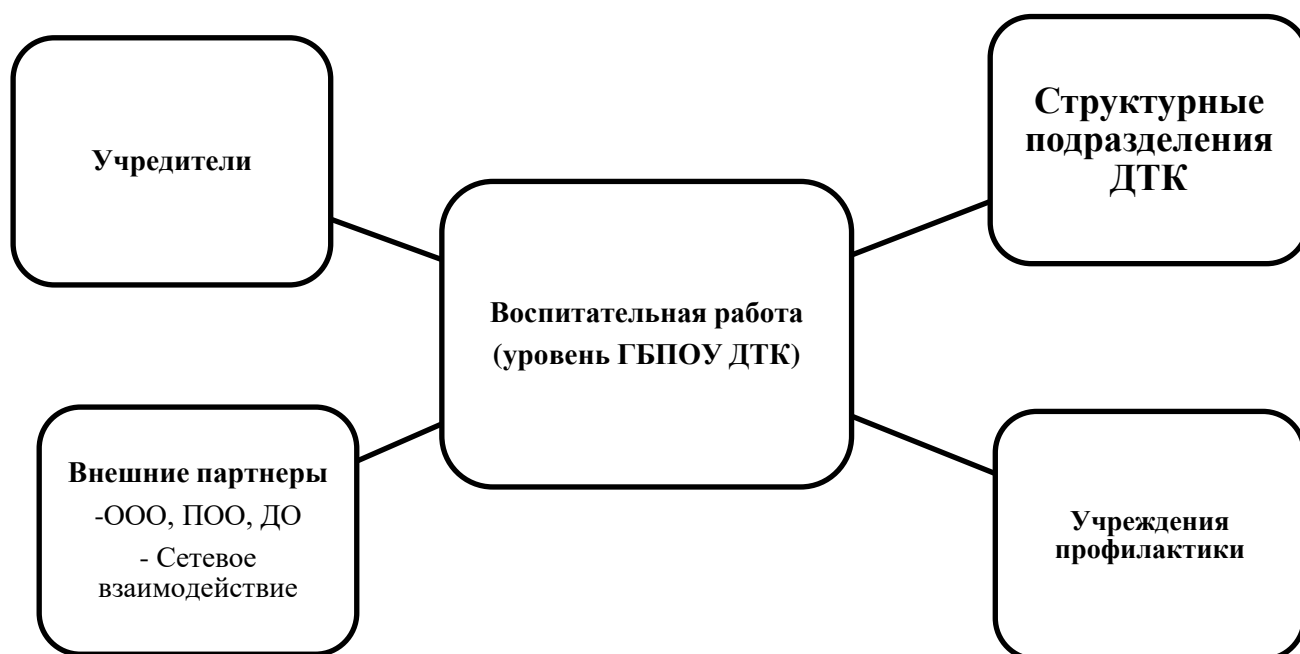 Учредители
Структурные
подразделения
ДТК
Воспитательная работа
(уровень ГБПОУ ДТК)
Внешние партнеры
-ООО, ПОО, ДО
- Сетевое
взаимодействие
Учреждения
профилактики